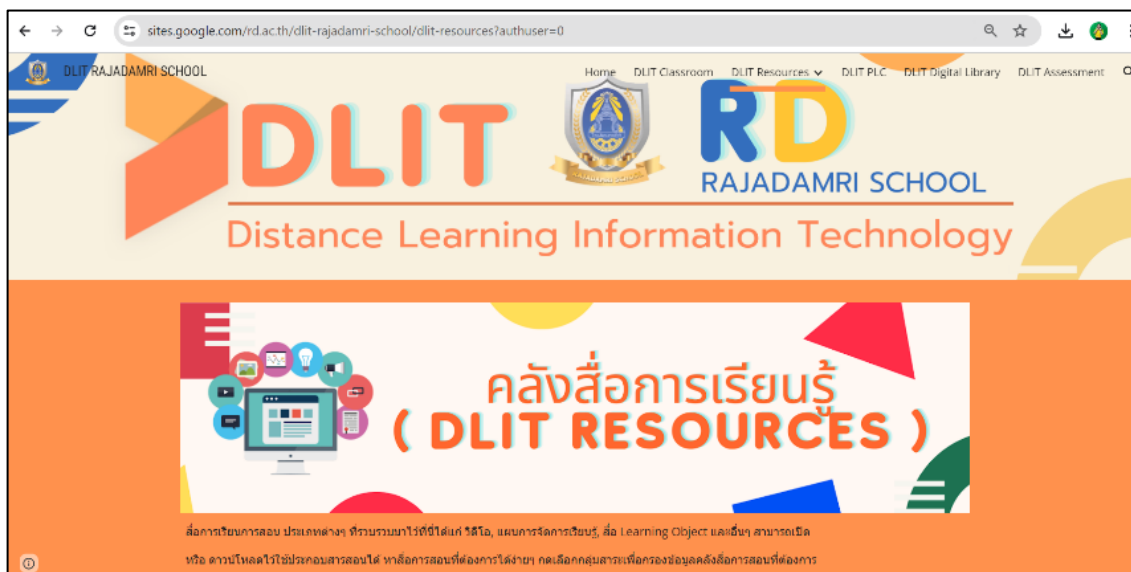 sites.google.com/rd.ac.th/dlit-rajadamri-school/dlit-resources?authuser=0
DLIT RAJADAMRI SCHOOL
Home DLIT Classroom DLIT Resources DLIT PLC DLIT Digital Library DLIT Assessment
DLIT RD
RAJADAMRI SCHOOL
RAJADAMRI SCHOOL
Distance Learning Information Technology
คลังสื่อการเรียนรู้
( DLIT RESOURCES )
สื่อการเรียนการสอน ประเภทต่างๆ ที่รวบรวมมาไว้ที่นี่ได้แก่ วิดีโอ, แผนการจัดการเรียนรู้, สื่อ Learning Object และอื่นๆ สามารถเปิด
หรือ ดาวน์โหลดไว้ใช้ประกอบสารสอนได้ หาสื่อการสอนที่ต้องการได้ง่ายๆ กดเลือกกลุ่มสาระเพื่อกรองข้อมูลคลังสื่อการสอนที่ต้องการ